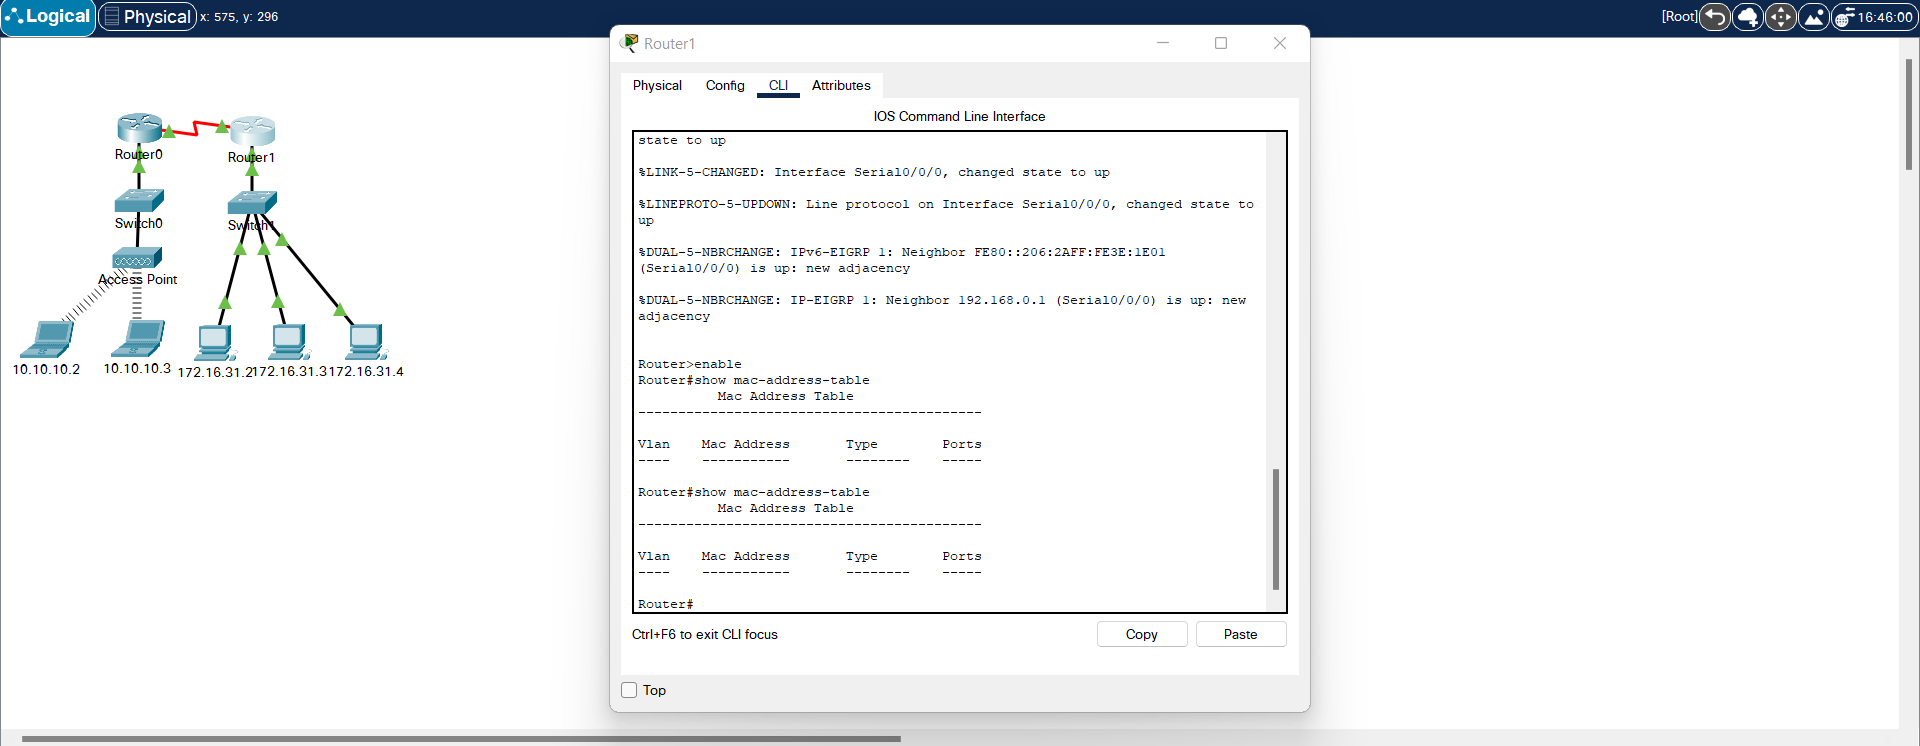 Logical
Physical
x: 575, y: 296
[Root]
16:46:00
Router0
Router1
Switch0
Switch1
Access Point
10.10.10.2
10.10.10.3
172.16.31.2
172.16.31.3
172.16.31.4
Router1
Physical
Config
CLI
Attributes
IOS Command Line Interface
state to up
%LINK-5-CHANGED: Interface Serial0/0/0, changed state to up
%LINEPROTO-5-UPDOWN: Line protocol on Interface Serial0/0/0, changed state to
up
%DUAL-5-NBRCHANGE: IPv6-EIGRP 1: Neighbor FE80::206:2AFF:FE3E:1E01
(Serial0/0/0) is up: new adjacency
%DUAL-5-NBRCHANGE: IP-EIGRP 1: Neighbor 192.168.0.1 (Serial0/0/0) is up: new
adjacency
Router>enable
Router#show mac-address-table
Mac Address Table
-------------------------------------------
Vlan    Mac Address       Type        Ports
----    -----------       --------    -----
Router#show mac-address-table
Mac Address Table
-------------------------------------------
Vlan    Mac Address       Type        Ports
----    -----------       --------    -----
Router#
Ctrl+F6 to exit CLI focus
Copy
Paste
Top